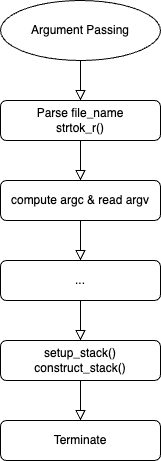 Argument Passing
Parse file_name
strtok_r()
compute argc & read argv
...
setup_stack()
construct_stack()
Terminate